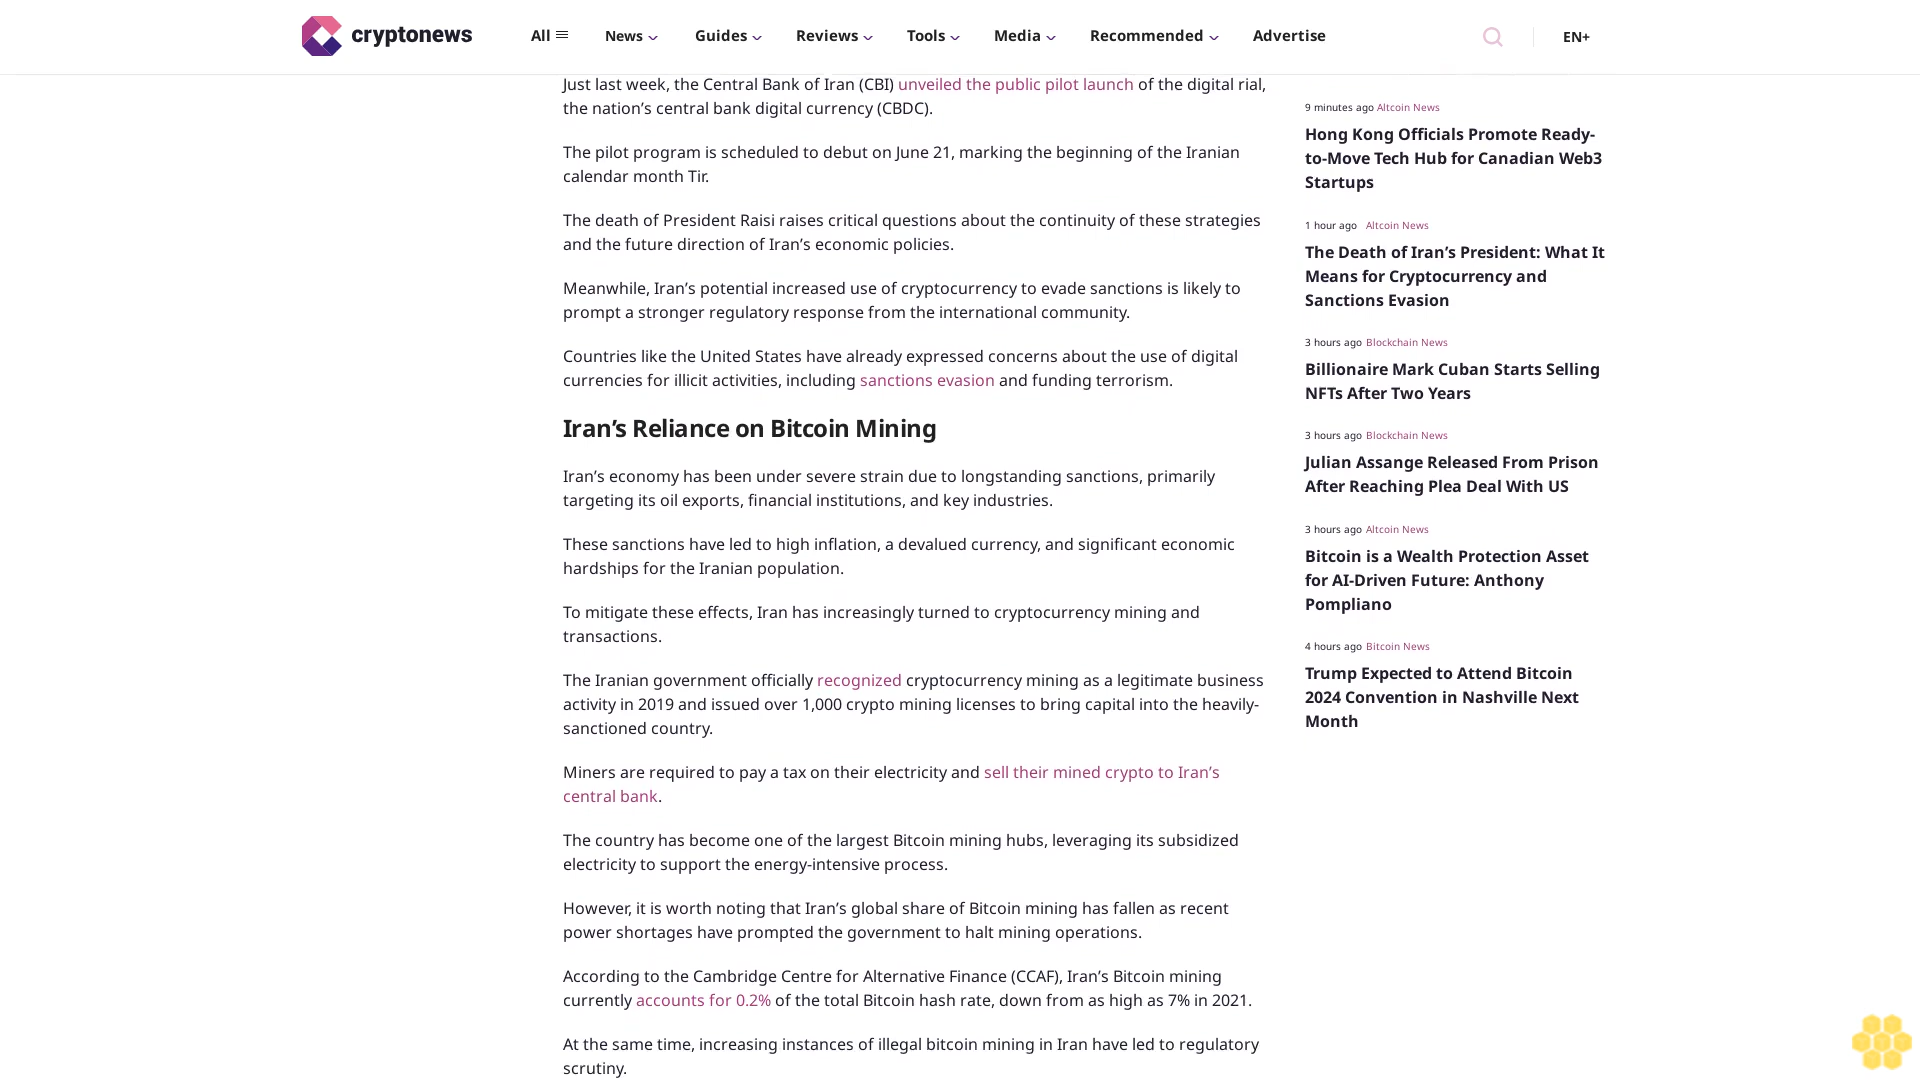 cryptonews
All
News
Guides
Reviews
Tools
Media
Recommended
Advertise
EN+
Just last week, the Central Bank of Iran (CBI) unveiled the public pilot launch of the digital rial,
the nation’s central bank digital currency (CBDC).
The pilot program is scheduled to debut on June 21, marking the beginning of the Iranian
calendar month Tir.
The death of President Raisi raises critical questions about the continuity of these strategies
and the future direction of Iran’s economic policies.
Meanwhile, Iran’s potential increased use of cryptocurrency to evade sanctions is likely to
prompt a stronger regulatory response from the international community.
Countries like the United States have already expressed concerns about the use of digital
currencies for illicit activities, including sanctions evasion and funding terrorism.
Iran’s Reliance on Bitcoin Mining
Iran’s economy has been under severe strain due to longstanding sanctions, primarily
targeting its oil exports, financial institutions, and key industries.
These sanctions have led to high inflation, a devalued currency, and significant economic
hardships for the Iranian population.
To mitigate these effects, Iran has increasingly turned to cryptocurrency mining and
transactions.
The Iranian government officially recognized cryptocurrency mining as a legitimate business
activity in 2019 and issued over 1,000 crypto mining licenses to bring capital into the heavily-
sanctioned country.
Miners are required to pay a tax on their electricity and sell their mined crypto to Iran’s
central bank.
The country has become one of the largest Bitcoin mining hubs, leveraging its subsidized
electricity to support the energy-intensive process.
However, it is worth noting that Iran’s global share of Bitcoin mining has fallen as recent
power shortages have prompted the government to halt mining operations.
According to the Cambridge Centre for Alternative Finance (CCAF), Iran’s Bitcoin mining
currently accounts for 0.2% of the total Bitcoin hash rate, down from as high as 7% in 2021.
At the same time, increasing instances of illegal bitcoin mining in Iran have led to regulatory
scrutiny.
9 minutes ago Altcoin News
Hong Kong Officials Promote Ready-
to-Move Tech Hub for Canadian Web3
Startups
1 hour ago Altcoin News
The Death of Iran’s President: What It
Means for Cryptocurrency and
Sanctions Evasion
3 hours ago Blockchain News
Billionaire Mark Cuban Starts Selling
NFTs After Two Years
3 hours ago Blockchain News
Julian Assange Released From Prison
After Reaching Plea Deal With US
3 hours ago Altcoin News
Bitcoin is a Wealth Protection Asset
for AI-Driven Future: Anthony
Pompliano
4 hours ago Bitcoin News
Trump Expected to Attend Bitcoin
2024 Convention in Nashville Next
Month